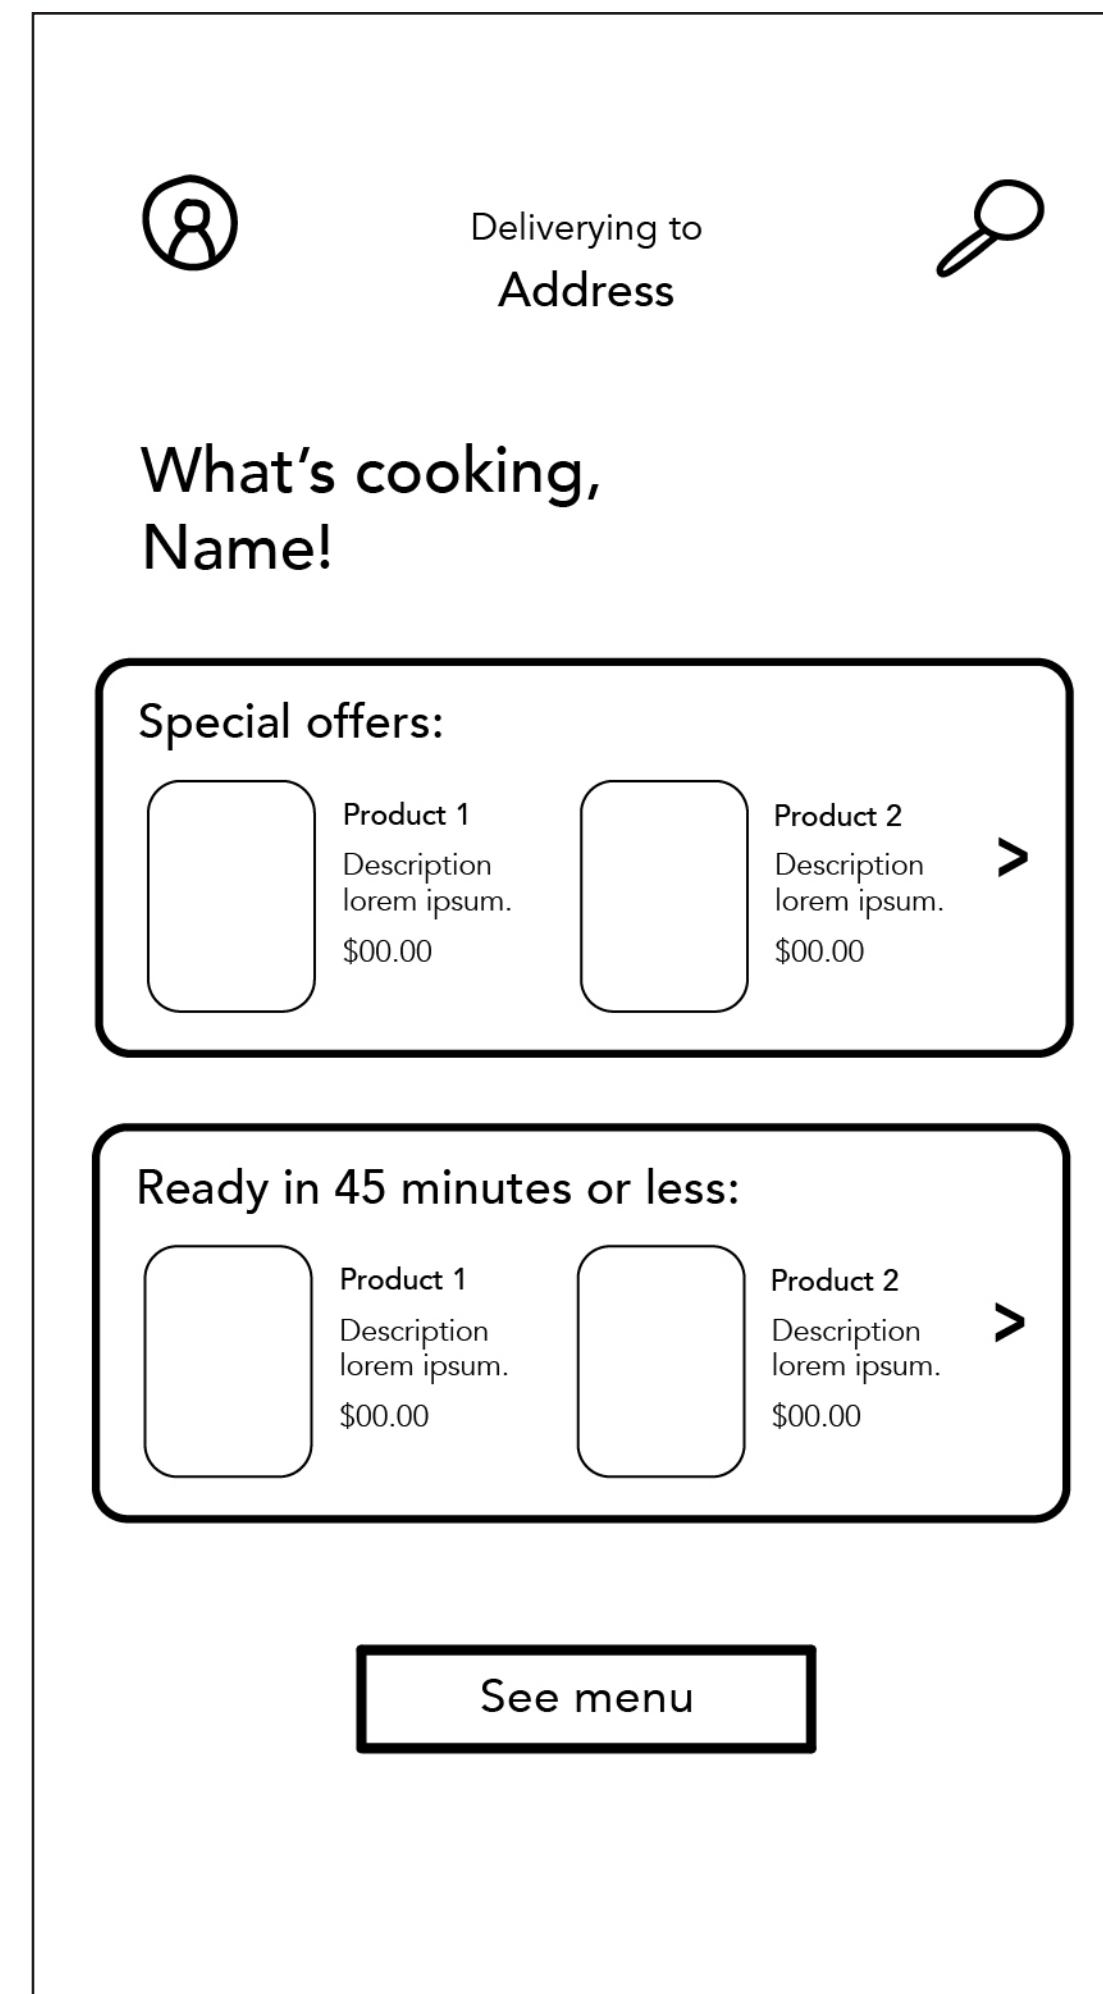 Deliverying to
Address
What’s cooking,
Name!
Special offers:
Product 1
Description
lorem ipsum.
$00.00
Product 2
Description
lorem ipsum.
$00.00
>
Ready in 45 minutes or less:
Product 1
Description
lorem ipsum.
$00.00
Product 2
Description
lorem ipsum.
$00.00
>
See menu